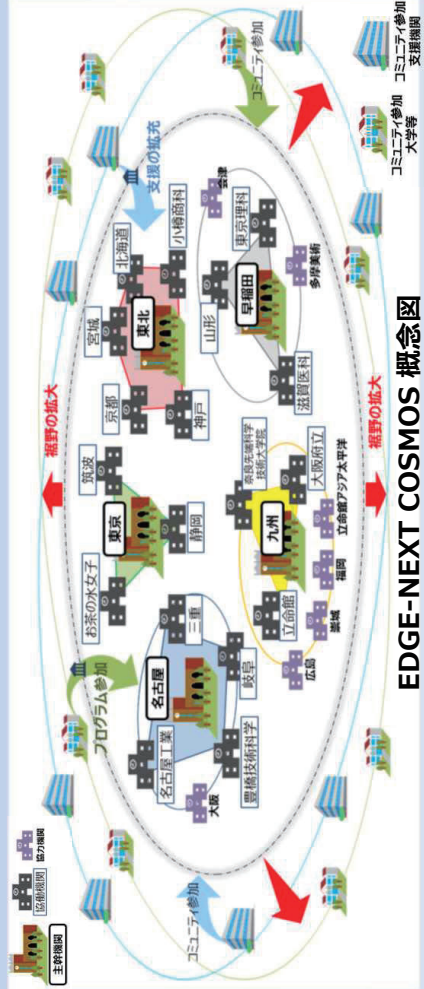 主幹機関
協働機関
協力機関
コミュニティ参加
裾野の拡大
コミュニティ参加
支援の拡充
プログラム参加
名古屋
名古屋工業
三重
岐阜
豊橋技術科学
大阪
東京
お茶の水女子
筑波
静岡
東北
宮城
北海道
小樽商科
京都
神戸
九州
奈良先端科学
技術大学院
大阪府立
立命館
広島
崇城
福岡
立命館アジア太平洋
早稲田
山形
東京理科
滋賀医科
会津
多摩美術
裾野の拡大
コミュニティ参加
大学等
コミュニティ参加
支援機関
EDGE-NEXT COSMOS 概念図